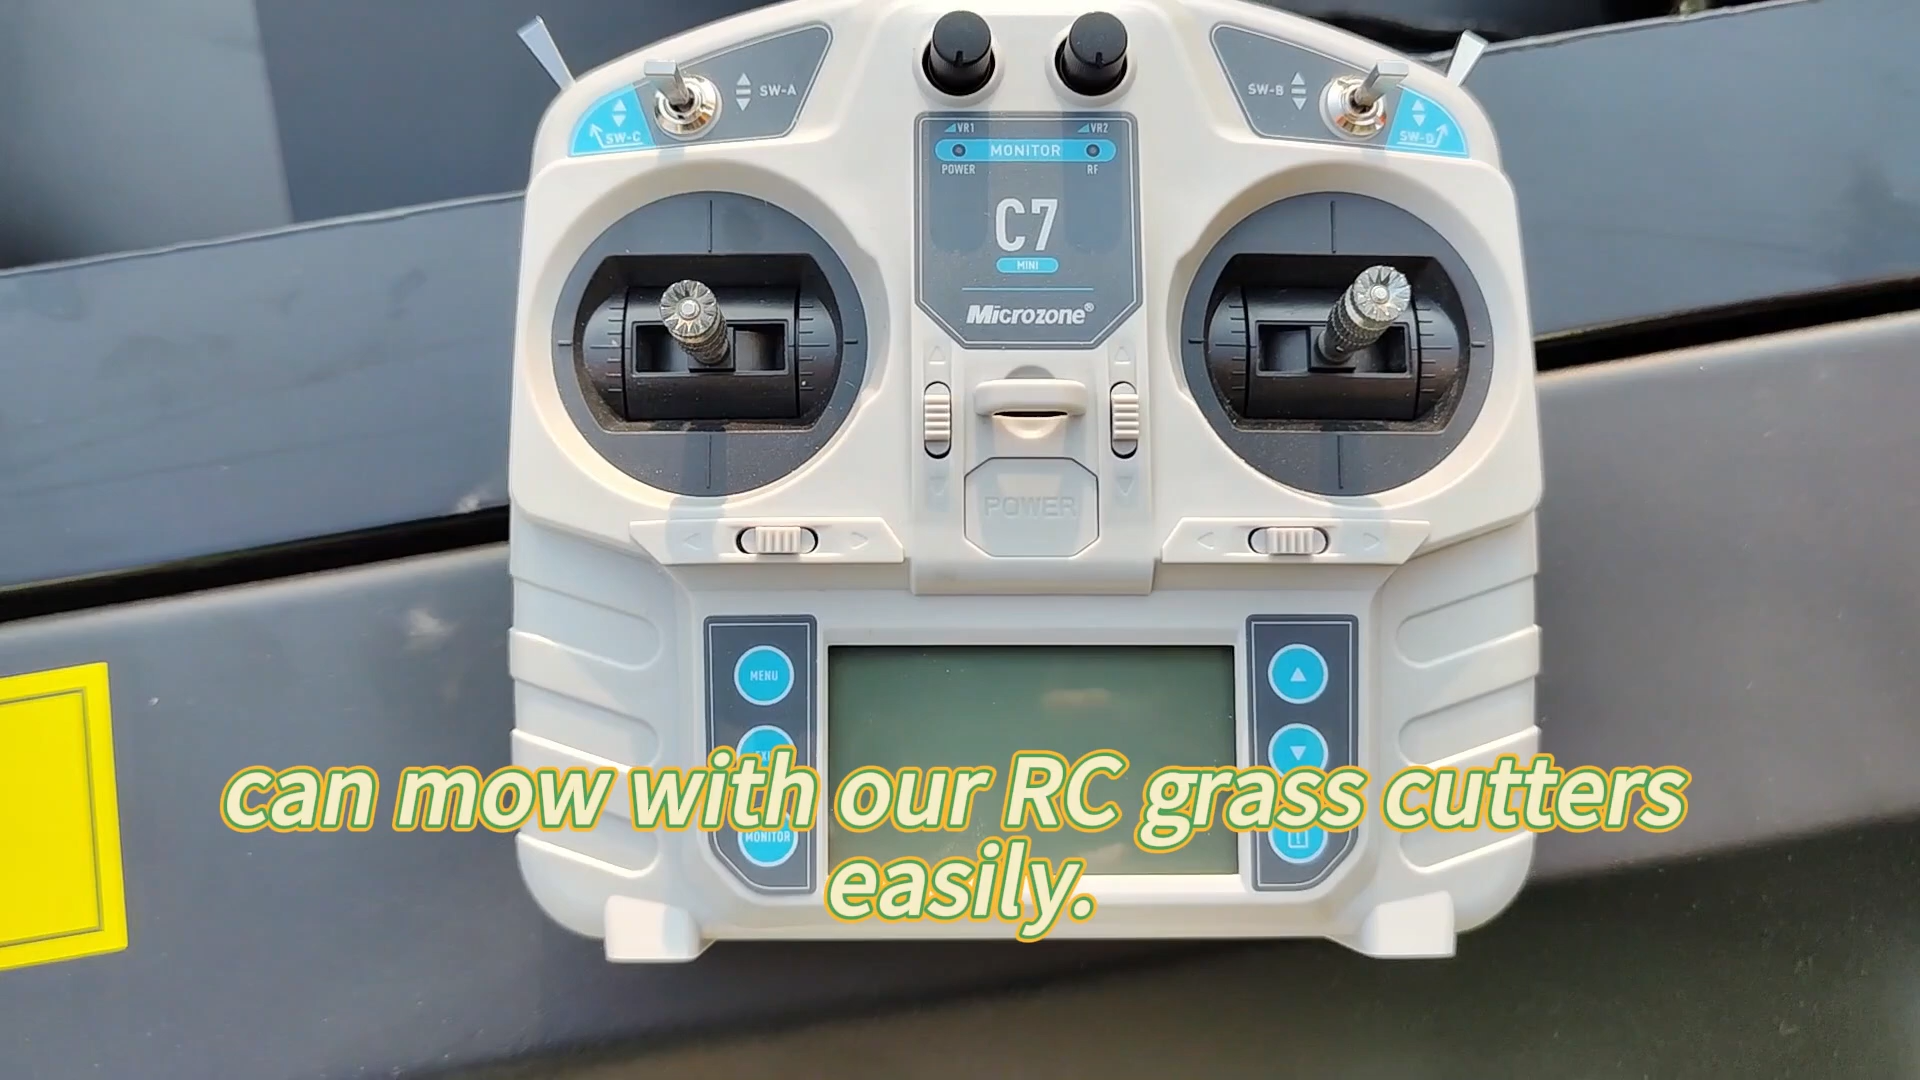 SW-A
SW-B
SW-C
SW-D
VR1
VR2
MONITOR
POWER
RF
C7
MINI
Microzone®
POWER
MENU
can mow with our RC grass cutters
easily.
MONITOR